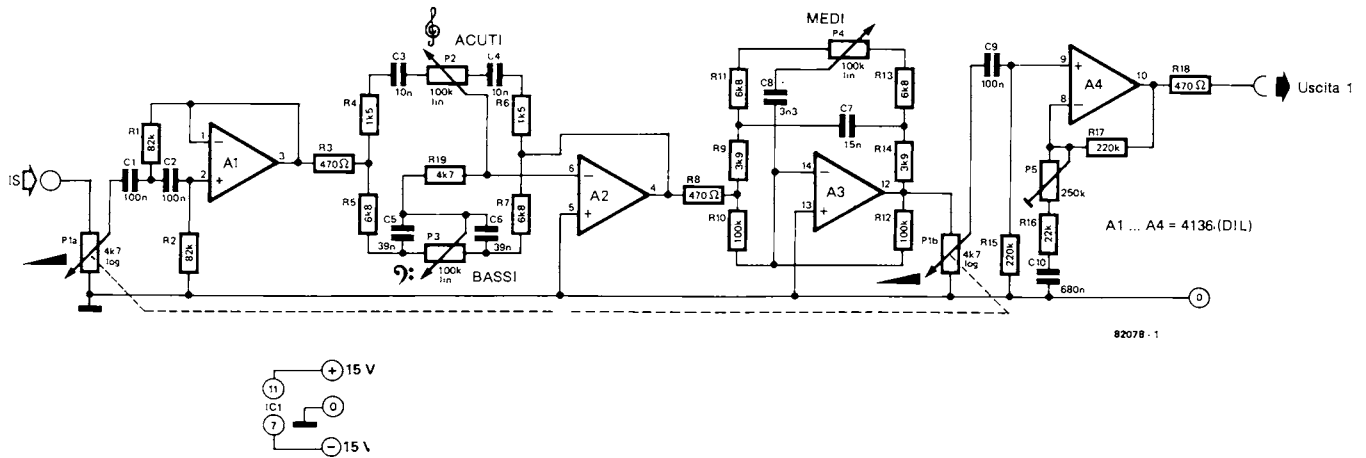 MEDI
ACUTI
P4
100k
lin
C3
10n
P2
100k
lin
C4
10n
R11
6k8
C8
3n3
R13
6k8
C9
100n
R4
1k5
R6
1k5
R1
82k
C1
100n
C2
100n
1
−
2
+
A1
3
R3
470Ω
R19
4k7
6
−
5
+
A2
4
R8
470Ω
R9
3k9
C7
15n
R14
3k9
14
−
13
+
A3
12
9
+
8
−
A4
10
R18
470Ω
Uscita 1
R17
220k
P5
250k
IS
R5
6k8
R7
6k8
C5
39n
C6
39n
P3
100k
lin
BASSI
R10
100k
R12
100k
P1a
4k7
log
R2
82k
P1b
4k7
log
R15
220k
R16
22k
C10
680n
A1 ... A4 = 4136 (DIL)
0
82078 - 1
+ 15 V
11
IC1
0
7
− 15 \